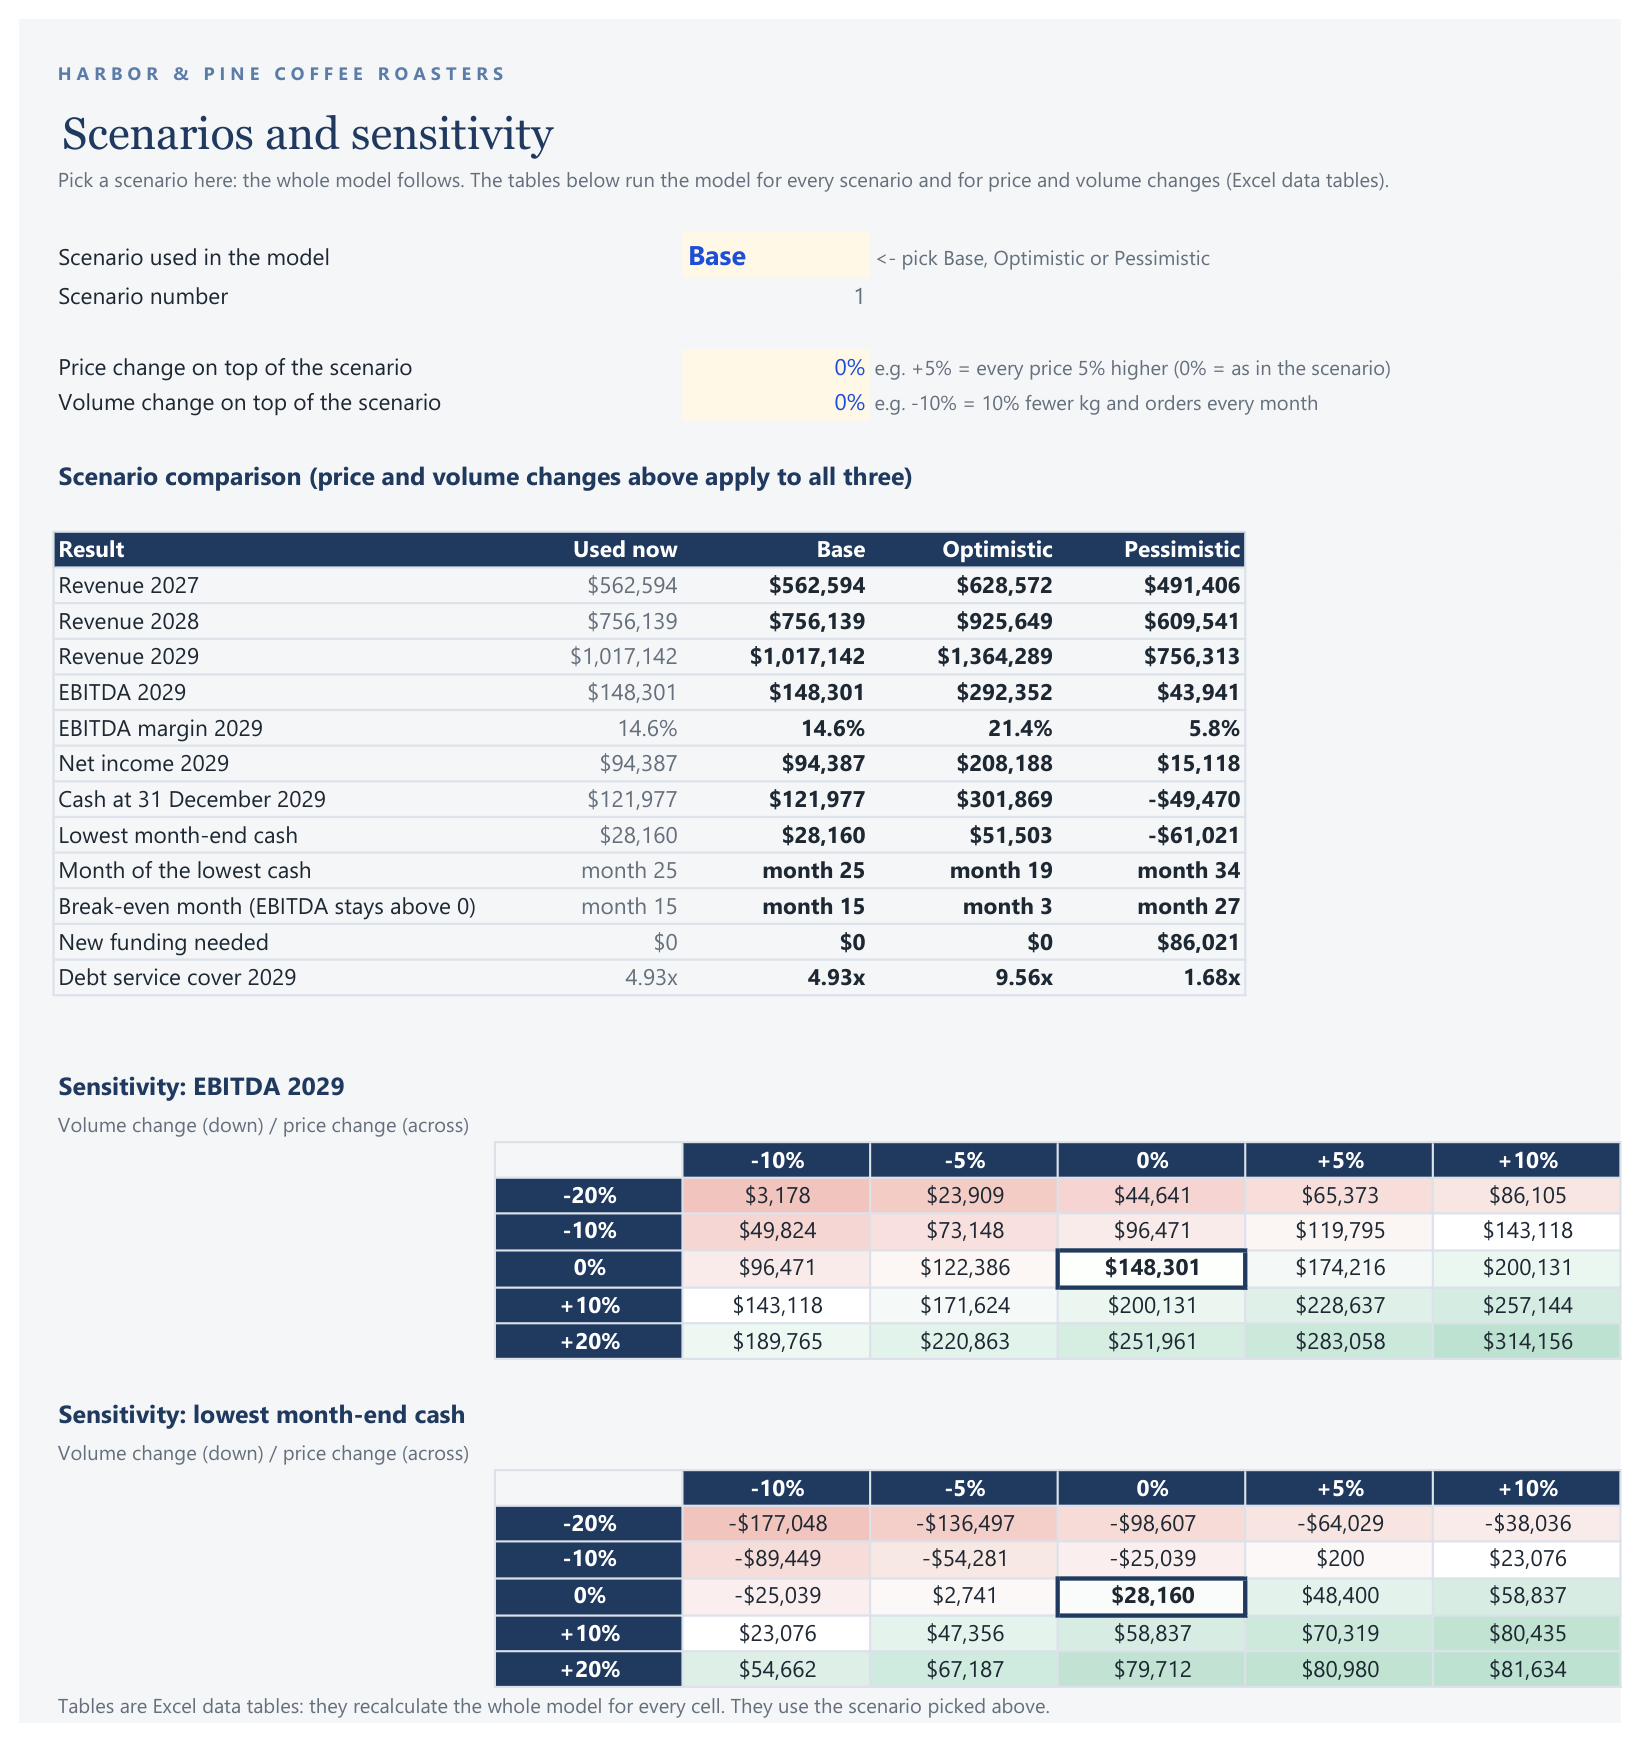 HARBOR & PINE COFFEE ROASTERS
Scenarios and sensitivity
Pick a scenario here: the whole model follows. The tables below run the model for every scenario and for price and volume changes (Excel data tables).
Scenario used in the model Base <- pick Base, Optimistic or Pessimistic
Scenario number 1
Price change on top of the scenario 0% e.g. +5% = every price 5% higher (0% = as in the scenario)
Volume change on top of the scenario 0% e.g. -10% = 10% fewer kg and orders every month
Scenario comparison (price and volume changes above apply to all three)
Result Used now Base Optimistic Pessimistic
Revenue 2027 $562,594 $562,594 $628,572 $491,406
Revenue 2028 $756,139 $756,139 $925,649 $609,541
Revenue 2029 $1,017,142 $1,017,142 $1,364,289 $756,313
EBITDA 2029 $148,301 $148,301 $292,352 $43,941
EBITDA margin 2029 14.6% 14.6% 21.4% 5.8%
Net income 2029 $94,387 $94,387 $208,188 $15,118
Cash at 31 December 2029 $121,977 $121,977 $301,869 -$49,470
Lowest month-end cash $28,160 $28,160 $51,503 -$61,021
Month of the lowest cash month 25 month 25 month 19 month 34
Break-even month (EBITDA stays above 0) month 15 month 15 month 3 month 27
New funding needed $0 $0 $0 $86,021
Debt service cover 2029 4.93x 4.93x 9.56x 1.68x
Sensitivity: EBITDA 2029
Volume change (down) / price change (across)
-10% -5% 0% +5% +10%
-20% $3,178 $23,909 $44,641 $65,373 $86,105
-10% $49,824 $73,148 $96,471 $119,795 $143,118
0% $96,471 $122,386 $148,301 $174,216 $200,131
+10% $143,118 $171,624 $200,131 $228,637 $257,144
+20% $189,765 $220,863 $251,961 $283,058 $314,156
Sensitivity: lowest month-end cash
Volume change (down) / price change (across)
-10% -5% 0% +5% +10%
-20% -$177,048 -$136,497 -$98,607 -$64,029 -$38,036
-10% -$89,449 -$54,281 -$25,039 $200 $23,076
0% -$25,039 $2,741 $28,160 $48,400 $58,837
+10% $23,076 $47,356 $58,837 $70,319 $80,435
+20% $54,662 $67,187 $79,712 $80,980 $81,634
Tables are Excel data tables: they recalculate the whole model for every cell. They use the scenario picked above.